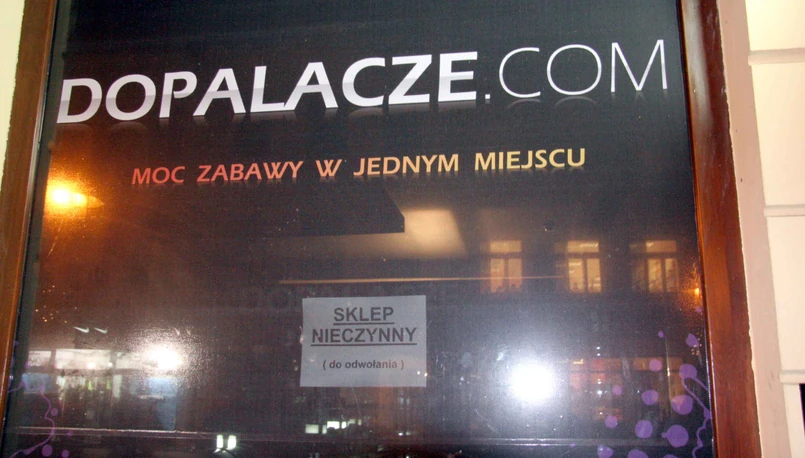 DOPALACZE.COM
MOC ZABAWY W JEDNYM MIEJSCU
SKLEP
NIECZYNNY
( do odwołania )